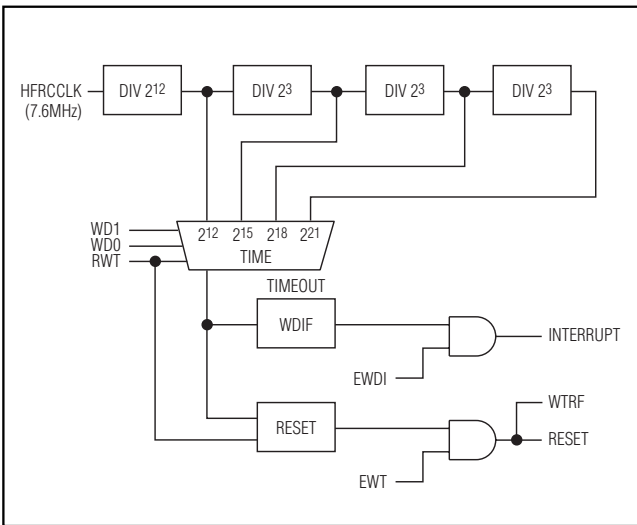 HFRCCLK
(7.6MHz)
DIV 2¹²
DIV 2³
DIV 2³
DIV 2³
WD1
WD0
RWT
2¹² 2¹⁵ 2¹⁸ 2²¹
TIME
TIMEOUT
WDIF
EWDI
INTERRUPT
RESET
EWT
WTRF
RESET